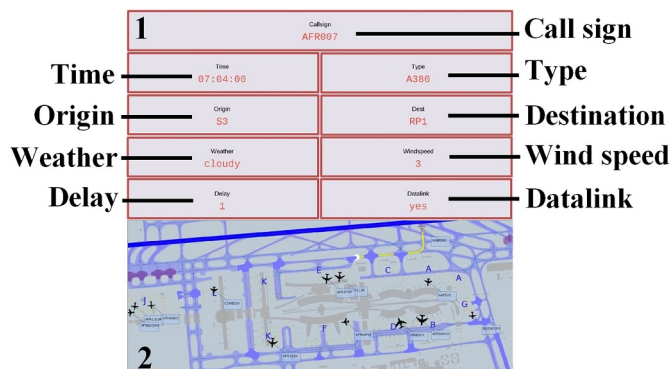 1
Callsign
AFR007
Call sign
Time
Time
07:04:00
Type
A380
Type
Origin
Origin
S3
Dest
RP1
Destination
Weather
Weather
cloudy
Windspeed
3
Wind speed
Delay
Delay
1
Datalink
yes
Datalink
E
C
A
A
K
L
J
G
K
F
D
B
2